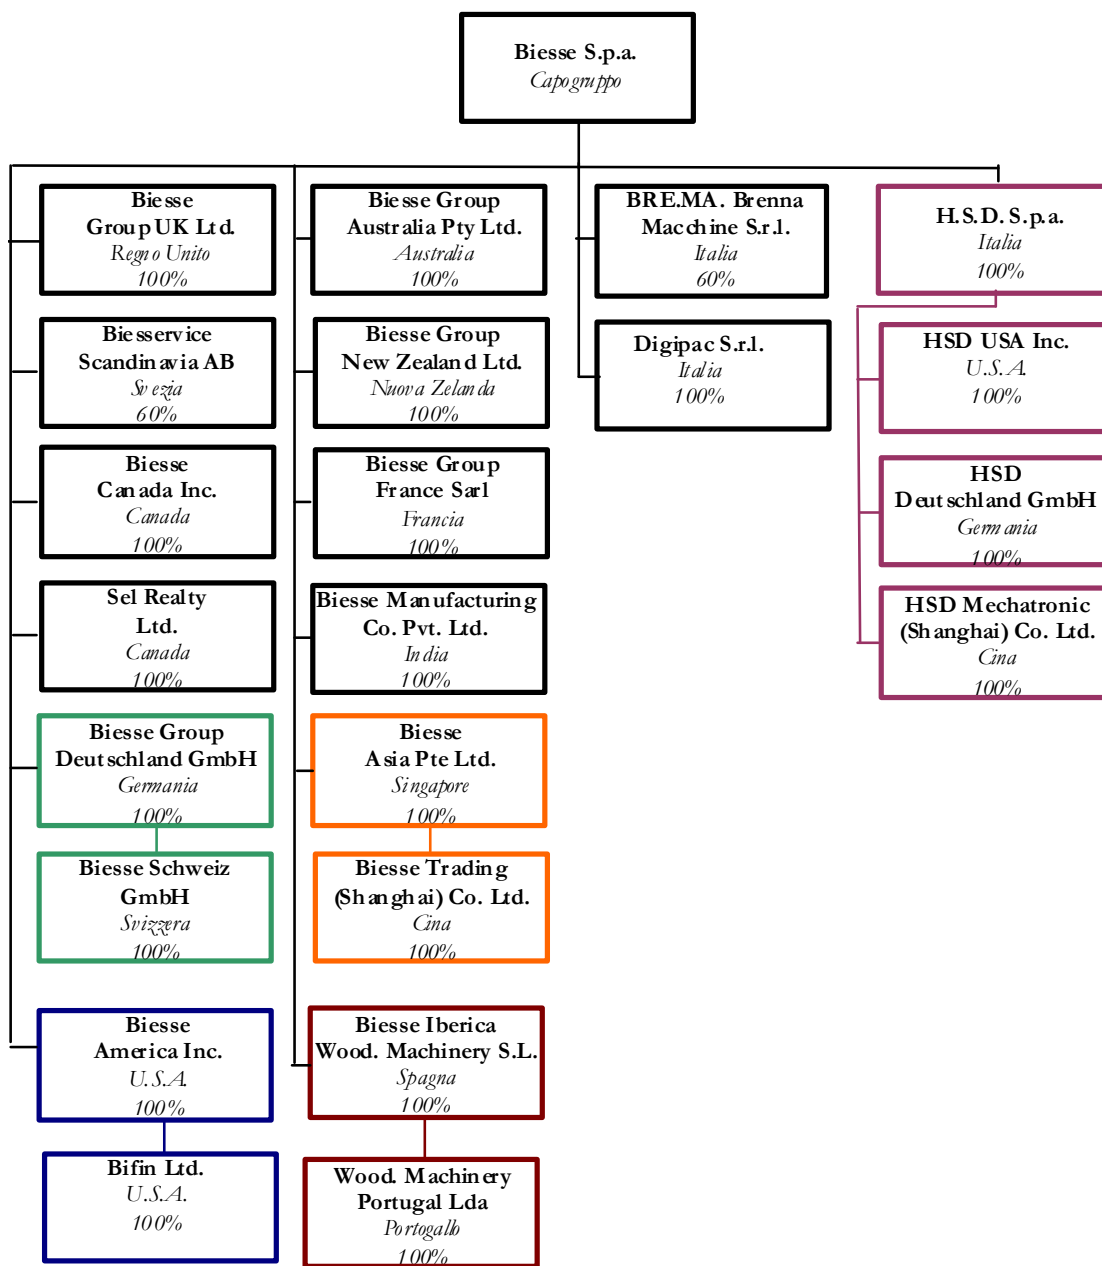 Biesse S.p.a.
Capogruppo
Biesse
Group UK Ltd.
Regno Unito
100%
Biesse Group
Australia Pty Ltd.
Australia
100%
BRE.MA. Brenna
Macchine S.r.l.
Italia
60%
H.S.D. S.p.a.
Italia
100%
Biesservice
Scandinavia AB
Svezia
60%
Biesse Group
New Zealand Ltd.
Nuova Zelanda
100%
Digipac S.r.l.
Italia
100%
HSD USA Inc.
U.S.A.
100%
Biesse
Canada Inc.
Canada
100%
Biesse Group
France Sarl
Francia
100%
HSD
Deutschland GmbH
Germania
100%
Sel Realty
Ltd.
Canada
100%
Biesse Manufacturing
Co. Pvt. Ltd.
India
100%
HSD Mechatronic
(Shanghai) Co. Ltd.
Cina
100%
Biesse Group
Deutschland GmbH
Germania
100%
Biesse
Asia Pte Ltd.
Singapore
100%
Biesse Schweiz
GmbH
Svizzera
100%
Biesse Trading
(Shanghai) Co. Ltd.
Cina
100%
Biesse
America Inc.
U.S.A.
100%
Biesse Iberica
Wood. Machinery S.L.
Spagna
100%
Bifin Ltd.
U.S.A.
100%
Wood. Machinery
Portugal Lda
Portogallo
100%